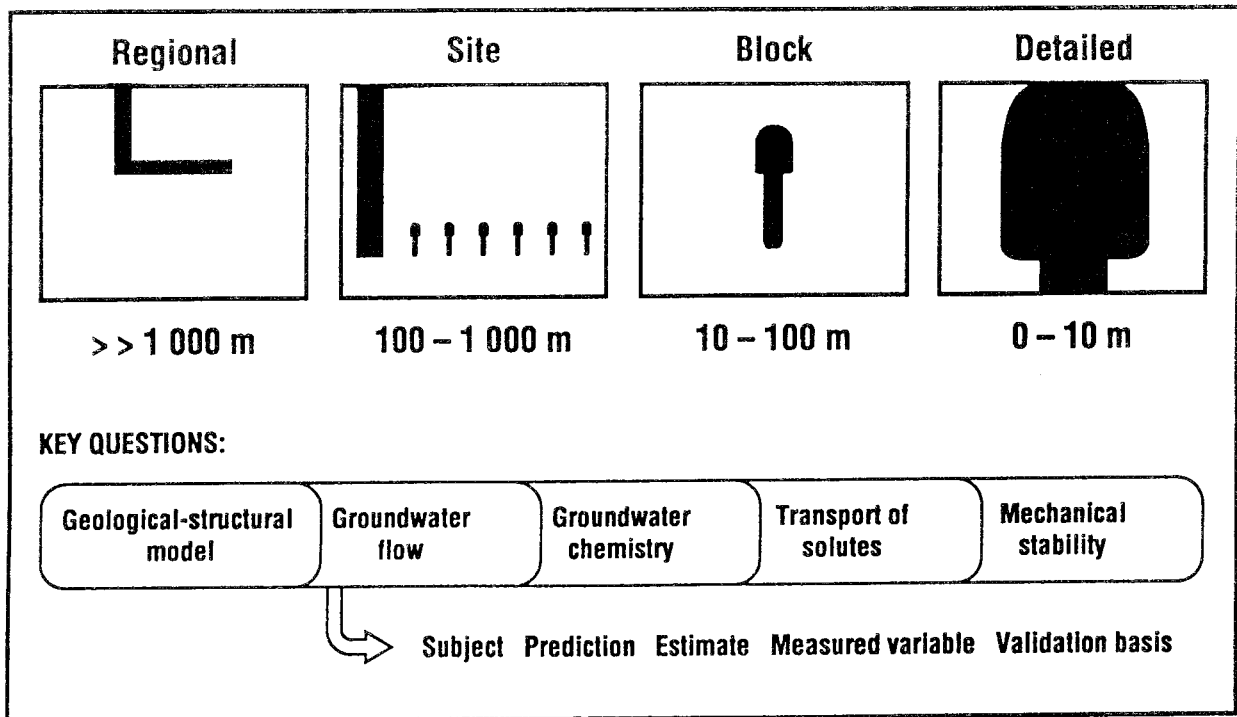 Regional Site Block Detailed
>> 1 000 m 100 – 1 000 m 10 – 100 m 0 – 10 m
KEY QUESTIONS:
Geological-structural
model
Groundwater
flow
Groundwater
chemistry
Transport of
solutes
Mechanical
stability
Subject Prediction Estimate Measured variable Validation basis